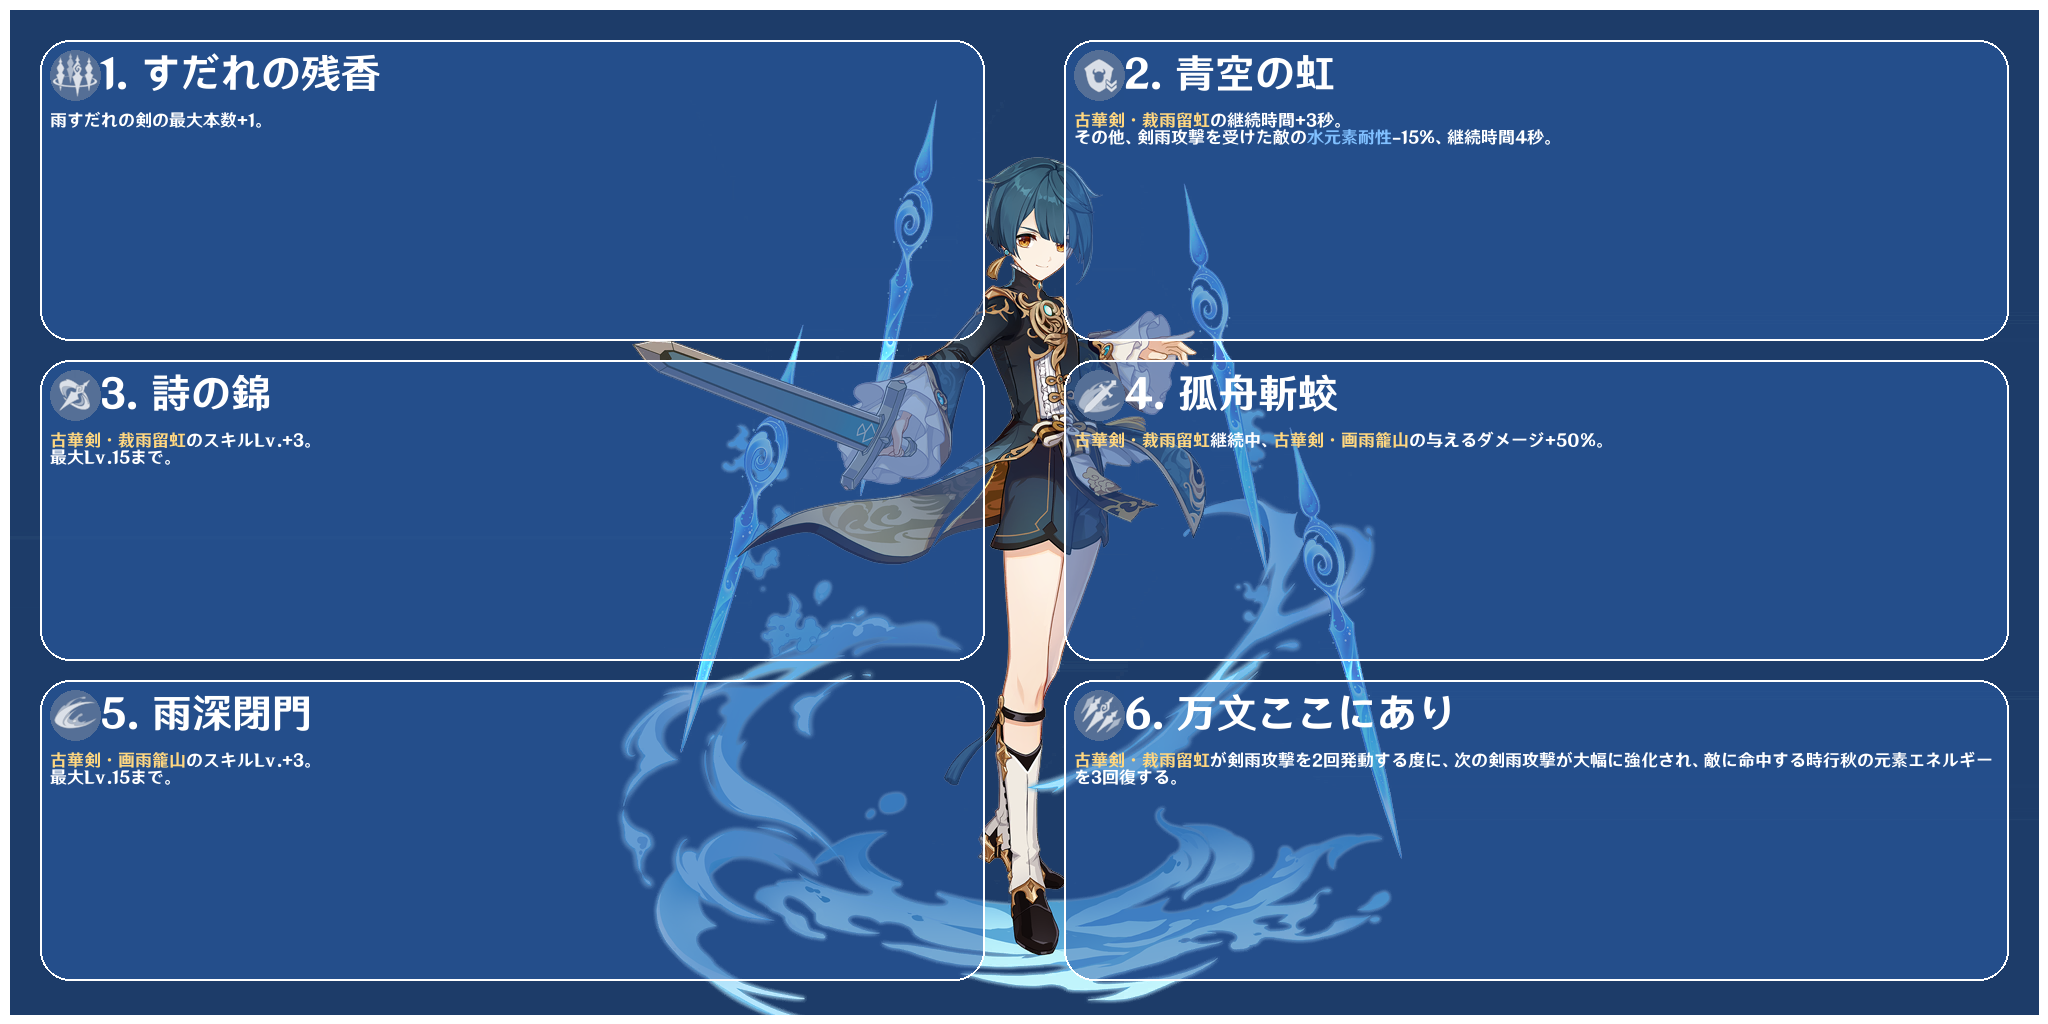 1. すだれの残香
雨すだれの剣の最大本数+1。
2. 青空の虹
古華剣・裁雨留虹の継続時間+3秒。
その他、剣雨攻撃を受けた敵の水元素耐性-15%、継続時間4秒。
3. 詩の錦
古華剣・裁雨留虹のスキルLv.+3。
最大Lv.15まで。
4. 孤舟斬蛟
古華剣・裁雨留虹継続中、古華剣・画雨籠山の与えるダメージ+50%。
5. 雨深閉門
古華剣・画雨籠山のスキルLv.+3。
最大Lv.15まで。
6. 万文ここにあり
古華剣・裁雨留虹が剣雨攻撃を2回発動する度に、次の剣雨攻撃が大幅に強化され、敵に命中する時行秋の元素エネルギー
を3回復する。